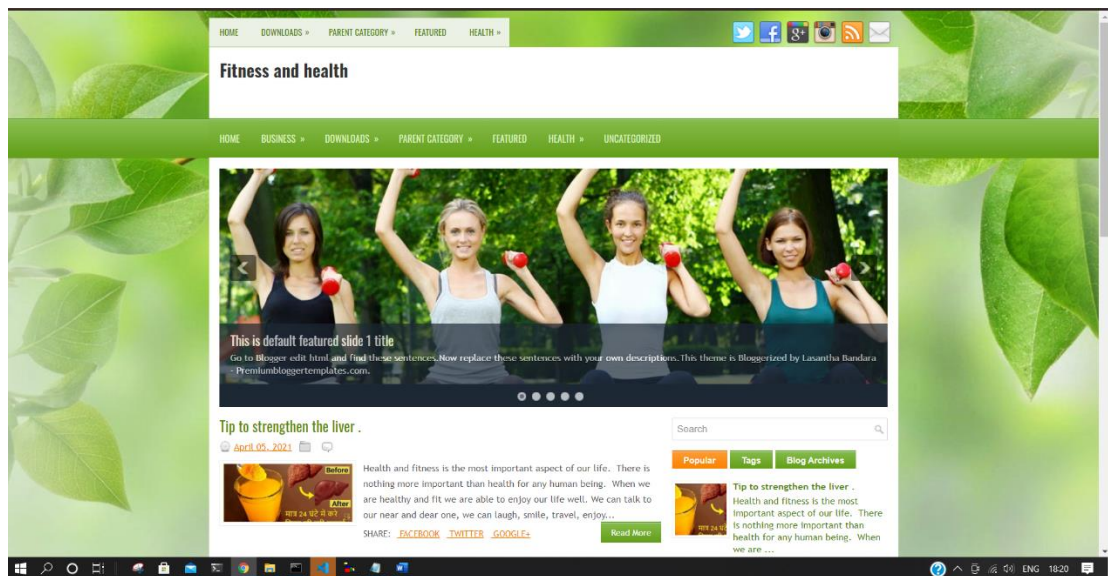 HOME DOWNLOADS » PARENT CATEGORY » FEATURED HEALTH »
Fitness and health
HOME BUSINESS » DOWNLOADS » PARENT CATEGORY » FEATURED HEALTH » UNCATEGORIZED
This is default featured slide 1 title
Go to Blogger edit html and find these sentences.Now replace these sentences with your own descriptions.This theme is Bloggerized by Lasantha Bandara
- Premiumbloggertemplates.com.
Tip to strengthen the liver .
April 05, 2021
Before
After
मात्र 24 घंटे में करे
Health and fitness is the most important aspect of our life. There is
nothing more important than health for any human being. When we
are healthy and fit we are able to enjoy our life well. We can talk to
our near and dear one, we can laugh, smile, travel, enjoy...
SHARE: FACEBOOK TWITTER GOOGLE+
Read More
Search
Popular Tags Blog Archives
Tip to strengthen the liver .
Health and fitness is the most
important aspect of our life. There
is nothing more important than
health for any human being. When
we are ...
ENG 18:20